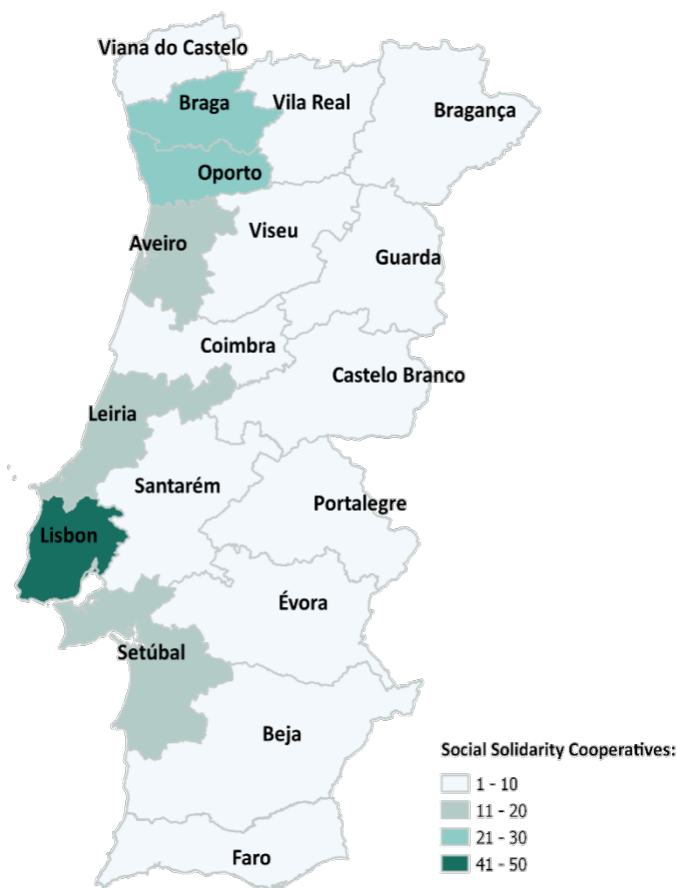 Viana do Castelo
Braga
Vila Real
Bragança
Oporto
Viseu
Aveiro
Guarda
Coimbra
Castelo Branco
Leiria
Santarém
Portalegre
Lisbon
Évora
Setúbal
Beja
Social Solidarity Cooperatives:
1 - 10
11 - 20
21 - 30
41 - 50
Faro